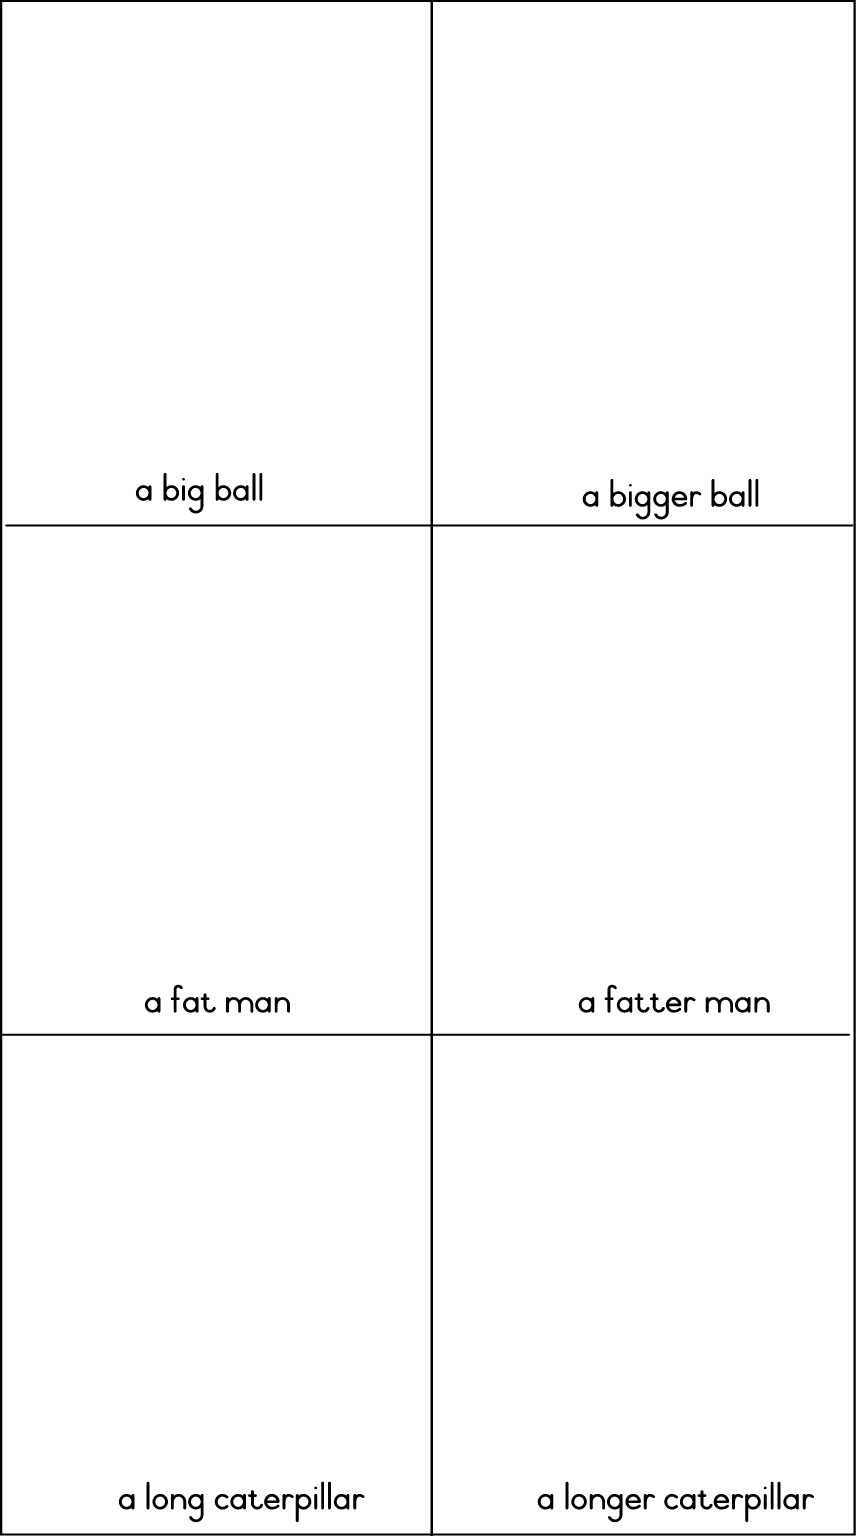 a big ball
a bigger ball
a fat man
a fatter man
a long caterpillar
a longer caterpillar